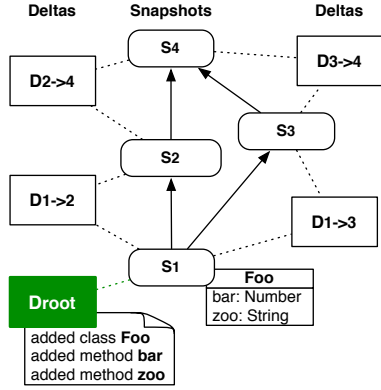 Deltas Snapshots Deltas
S4
D2->4
D3->4
S3
S2
D1->2
D1->3
S1
Foo
bar: Number
zoo: String
Droot
added class Foo
added method bar
added method zoo